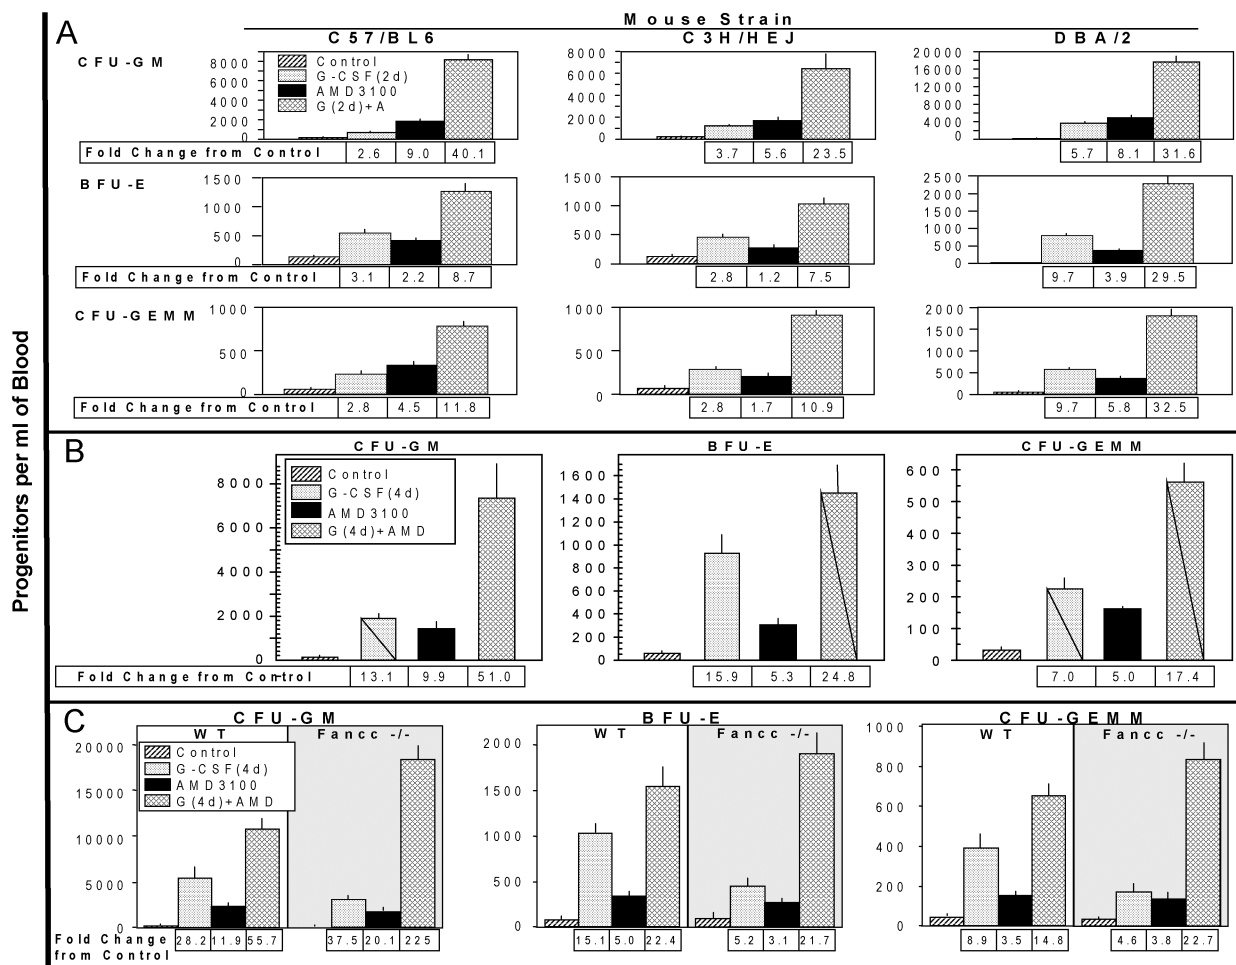 Mouse Strain
A
C57/BL6 C3H/HEJ DBA/2
CFU-GM
8000 6000 4000 2000 0
Control
G-CSF(2d)
AMD3100
G(2d)+A
8000 6000 4000 2000 0
20000 16000 12000 8000 4000 0
Fold Change from Control 2.6 9.0 40.1 3.7 5.6 23.5 5.7 8.1 31.6
BFU-E
1500 1000 500 0
1500 1000 500 0
2500 2000 1500 1000 500 0
Fold Change from Control 3.1 2.2 8.7 2.8 1.2 7.5 9.7 3.9 29.5
CFU-GEMM
1000 500 0
1000 500 0
2000 1500 1000 500 0
Fold Change from Control 2.8 4.5 11.8 2.8 1.7 10.9 9.7 5.8 32.5
Progenitors per ml of Blood
B
CFU-GM BFU-E CFU-GEMM
8000 6000 4000 2000 0
Control
G-CSF(4d)
AMD3100
G(4d)+AMD
1600 1400 1200 1000 800 600 400 200 0
600 500 400 300 200 100 0
Fold Change from Control 13.1 9.9 51.0 15.9 5.3 24.8 7.0 5.0 17.4
C
CFU-GM BFU-E CFU-GEMM
WT Fancc -/- WT Fancc -/- WT Fancc -/-
20000 15000 10000 5000 0
Control
G-CSF(4d)
AMD3100
G(4d)+AMD
2000 1000 500 0
1000 800 600 400 200 0
Fold Change
from Control
28.2 11.9 55.7 37.5 20.1 225 15.1 5.0 22.4 5.2 3.1 21.7 8.9 3.5 14.8 4.6 3.8 22.7